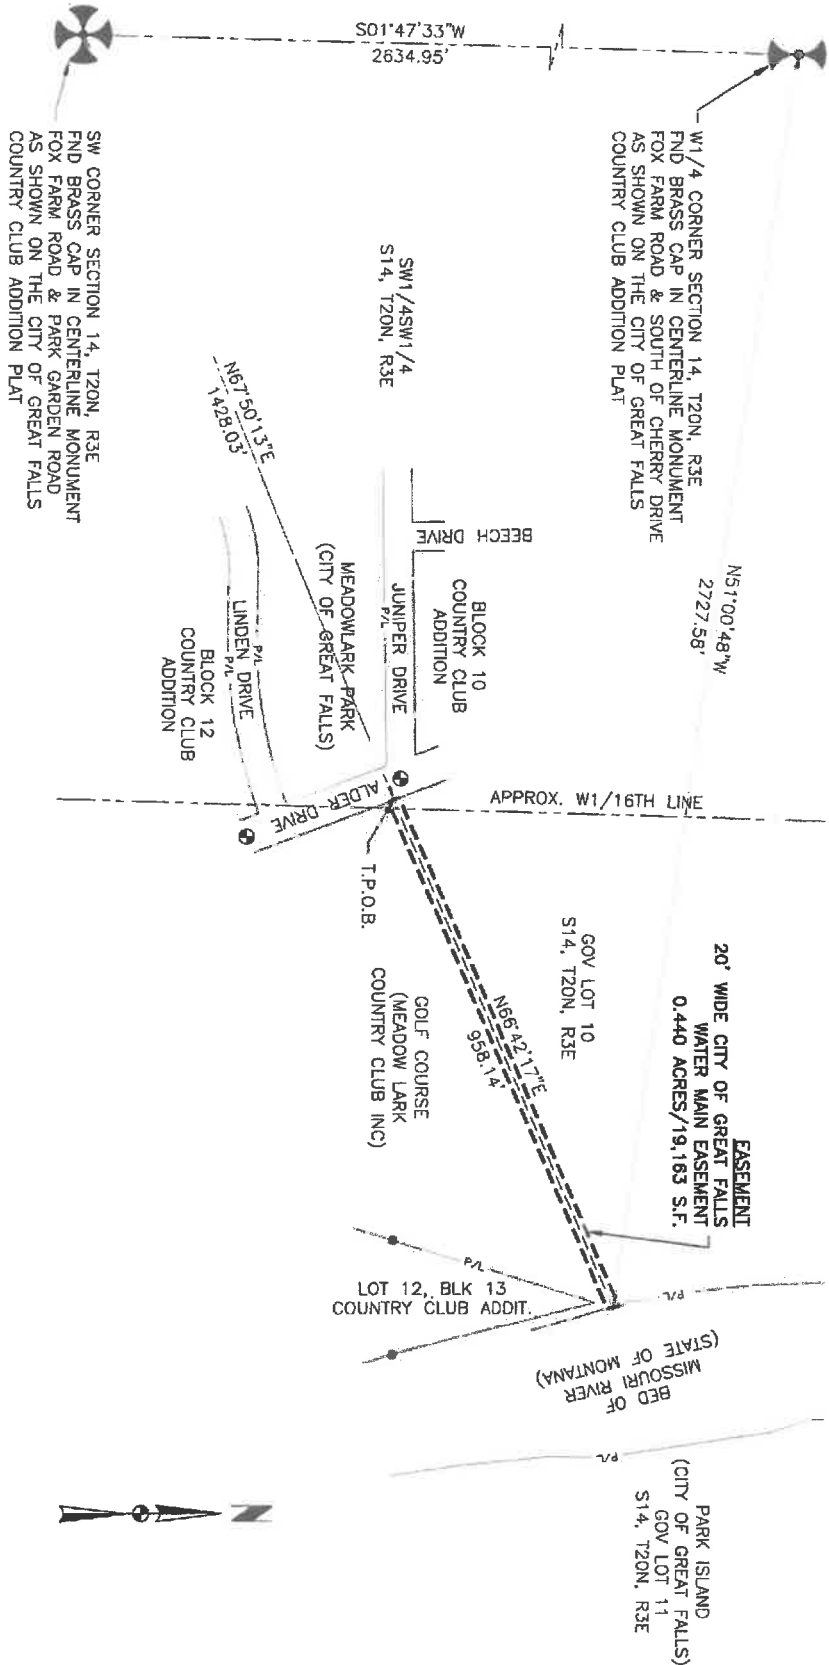 S01°47'33"W
2634.95'
W1/4 CORNER SECTION 14, T20N, R3E
FND BRASS CAP IN CENTERLINE MONUMENT
FOX FARM ROAD & SOUTH OF CHERRY DRIVE
AS SHOWN ON THE CITY OF GREAT FALLS
COUNTRY CLUB ADDITION PLAT
SW CORNER SECTION 14, T20N, R3E
FND BRASS CAP IN CENTERLINE MONUMENT
FOX FARM ROAD & PARK GARDEN ROAD
AS SHOWN ON THE CITY OF GREAT FALLS
COUNTRY CLUB ADDITION PLAT
SW1/4SW1/4
S14, T20N, R3E
N67°50'13"E
1428.03'
N51°00'48"W
2727.58'
BEECH DRIVE
BLOCK 10
COUNTRY CLUB
ADDITION
JUNIPER DRIVE
P/L
MEADOWLARK PARK
(CITY OF GREAT FALLS)
P/L
LINDEN DRIVE
P/L
BLOCK 12
COUNTRY CLUB
ADDITION
ALDER DRIVE
APPROX. W1/16TH LINE
T.P.O.B.
GOV LOT 10
S14, T20N, R3E
N66°42'17"E
958.14'
GOLF COURSE
(MEADOW LARK
COUNTRY CLUB INC)
EASEMENT
20' WIDE CITY OF GREAT FALLS
WATER MAIN EASEMENT
0.440 ACRES/19,163 S.F.
P/L
P/L
LOT 12, BLK 13
COUNTRY CLUB ADDIT.
BED OF
MISSOURI RIVER
(STATE OF MONTANA)
P/L
PARK ISLAND
(CITY OF GREAT FALLS)
GOV LOT 11
S14, T20N, R3E
N